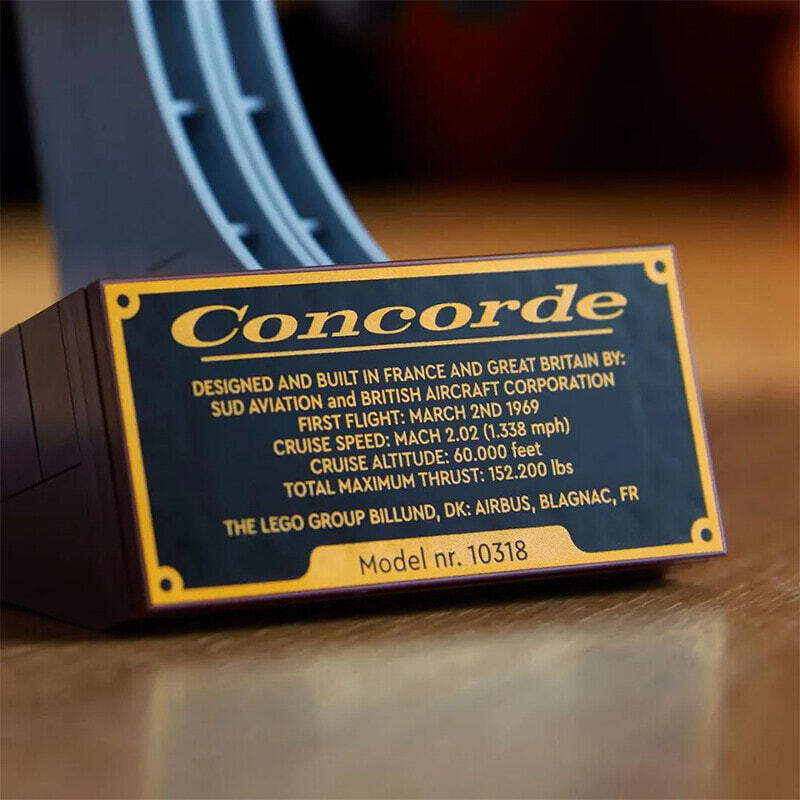 Concorde
DESIGNED AND BUILT IN FRANCE AND GREAT BRITAIN BY:
SUD AVIATION and BRITISH AIRCRAFT CORPORATION
FIRST FLIGHT: MARCH 2ND 1969
CRUISE SPEED: MACH 2.02 (1.338 mph)
CRUISE ALTITUDE: 60.000 feet
TOTAL MAXIMUM THRUST: 152.200 lbs
THE LEGO GROUP BILLUND, DK: AIRBUS, BLAGNAC, FR
Model nr. 10318